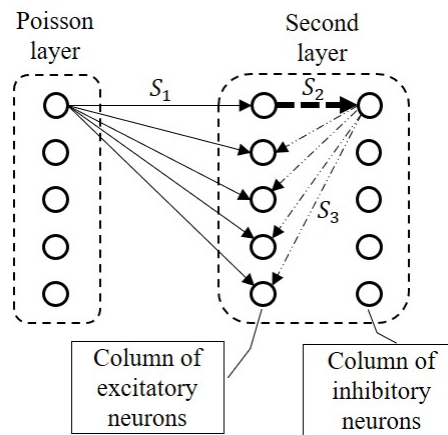 Poisson
layer
Second
layer
S₁
S₂
S₃
Column of
excitatory
neurons
Column of
inhibitory
neurons